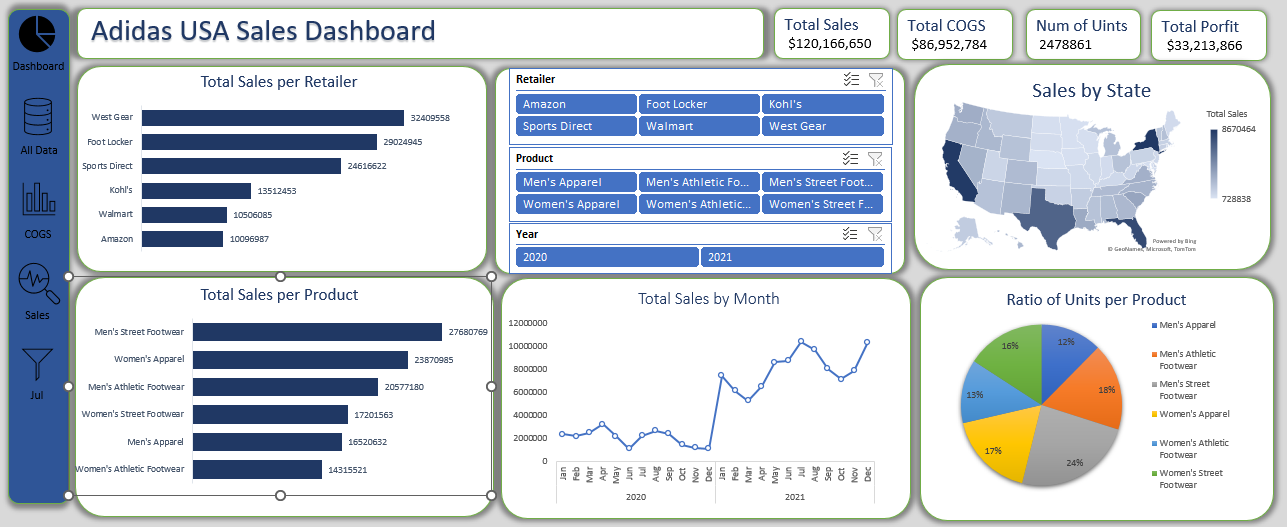 Adidas USA Sales Dashboard
Total Sales
$120,166,650
Total COGS
$86,952,784
Num of Uints
2478861
Total Porfit
$33,213,866
Dashboard
All Data
COGS
Sales
Jul
Total Sales per Retailer
West Gear 32409558
Foot Locker 29024945
Sports Direct 24616622
Kohl's 13512453
Walmart 10506085
Amazon 10096987
Retailer
Amazon Foot Locker Kohl's
Sports Direct Walmart West Gear
Product
Men's Apparel Men's Athletic Fo... Men's Street Foot...
Women's Apparel Women's Athletic... Women's Street F...
Year
2020 2021
Sales by State
Total Sales
8670464
728838
Powered by Bing
© GeoNames, Microsoft, TomTom
Total Sales per Product
Men's Street Footwear 27680769
Women's Apparel 23870985
Men's Athletic Footwear 20577180
Women's Street Footwear 17201563
Men's Apparel 16520632
Women's Athletic Footwear 14315521
Total Sales by Month
12000000
10000000
8000000
6000000
4000000
2000000
0
Jan Feb Mar Apr May Jun Jul Aug Sep Oct Nov Dec Jan Feb Mar Apr May Jun Jul Aug Sep Oct Nov Dec
2020 2021
Ratio of Units per Product
12%
18%
24%
17%
13%
16%
Men's Apparel
Men's Athletic
Footwear
Men's Street
Footwear
Women's Apparel
Women's Athletic
Footwear
Women's Street
Footwear